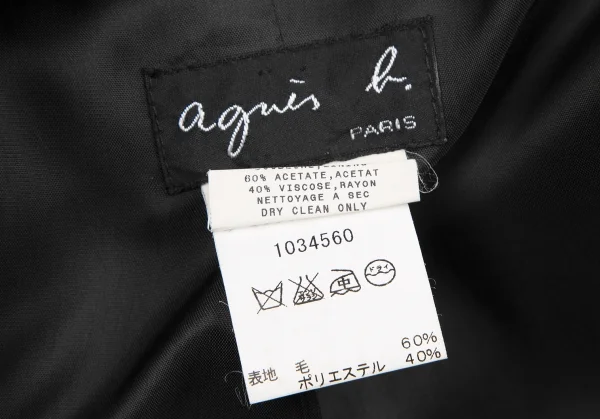 agnès b.
PARIS
60% ACETATE,ACETAT
40% VISCOSE,RAYON
NETTOYAGE A SEC
DRY CLEAN ONLY
1034560
中 ドライ
60%
表地 毛 40%
ポリエステル